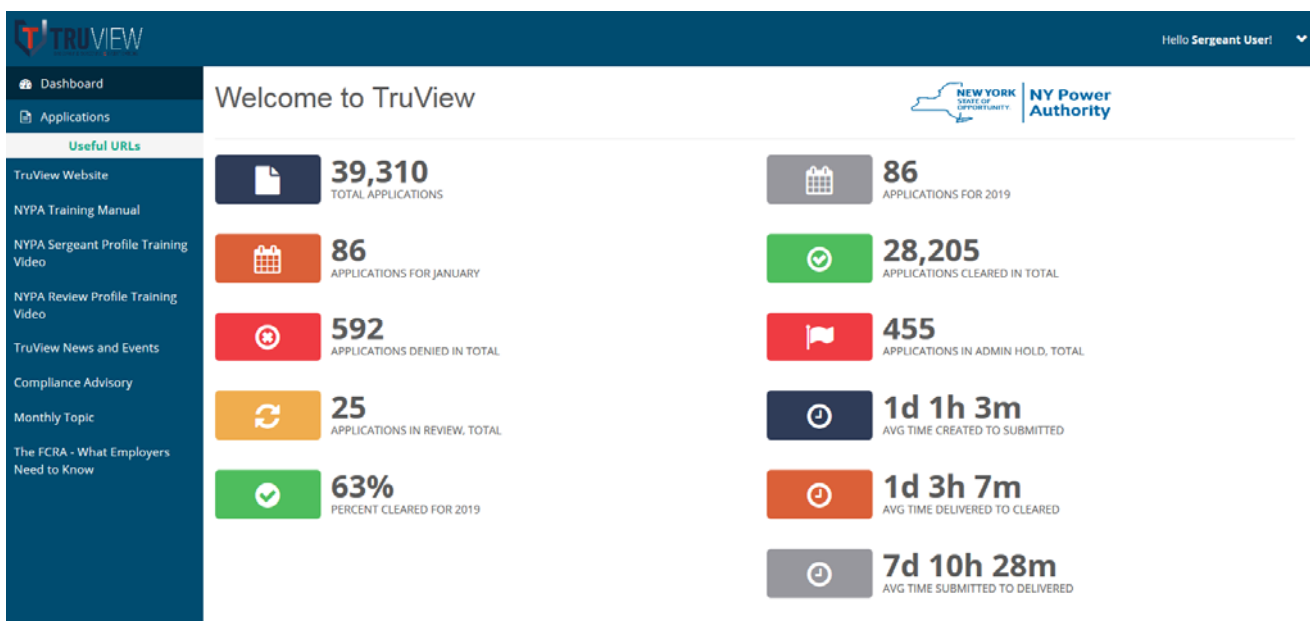 TRUVIEW
Hello Sergeant User!
Dashboard
Applications
Useful URLs
TruView Website
NYPA Training Manual
NYPA Sergeant Profile Training
Video
NYPA Review Profile Training
Video
TruView News and Events
Compliance Advisory
Monthly Topic
The FCRA - What Employers
Need to Know
Welcome to TruView
NEW YORK
STATE OF
OPPORTUNITY.
NY Power
Authority
39,310
TOTAL APPLICATIONS
86
APPLICATIONS FOR 2019
86
APPLICATIONS FOR JANUARY
28,205
APPLICATIONS CLEARED IN TOTAL
592
APPLICATIONS DENIED IN TOTAL
455
APPLICATIONS IN ADMIN HOLD, TOTAL
25
APPLICATIONS IN REVIEW, TOTAL
1d 1h 3m
AVG TIME CREATED TO SUBMITTED
63%
PERCENT CLEARED FOR 2019
1d 3h 7m
AVG TIME DELIVERED TO CLEARED
7d 10h 28m
AVG TIME SUBMITTED TO DELIVERED